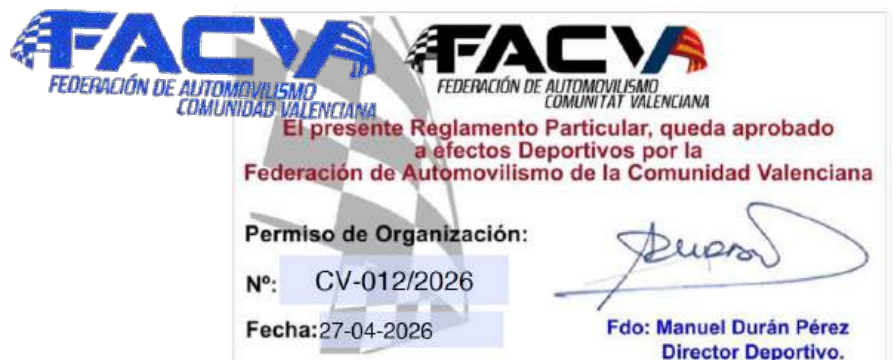 FACVA
FEDERACIÓN DE AUTOMOVILISMO
COMUNIDAD VALENCIANA
FACVA
FEDERACIÓN DE AUTOMOVILISMO
COMUNITAT VALENCIANA
El presente Reglamento Particular, queda aprobado
a efectos Deportivos por la
Federación de Automovilismo de la Comunidad Valenciana
Permiso de Organización:
Nº: CV-012/2026
Fecha:27-04-2026
Fdo: Manuel Durán Pérez
Director Deportivo.